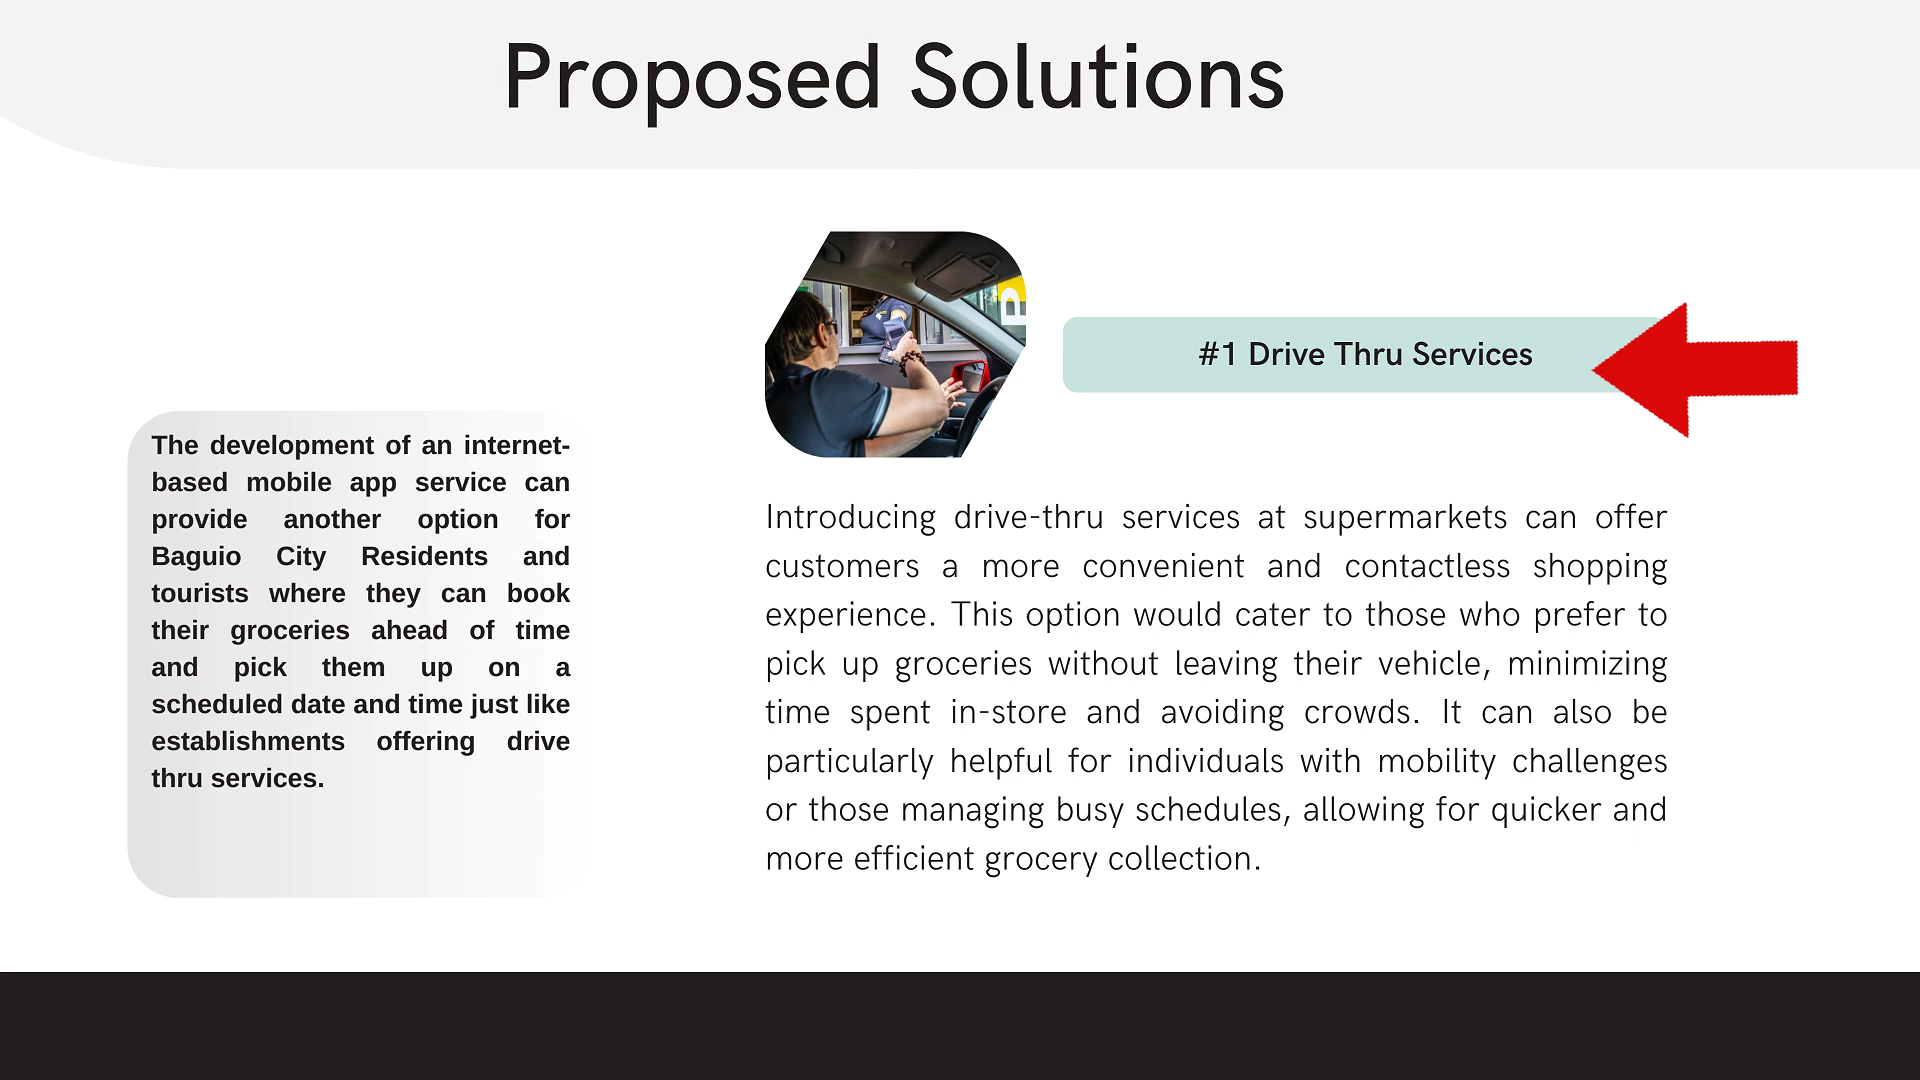 Proposed Solutions
The development of an internet-
based mobile app service can
provide another option for
Baguio City Residents and
tourists where they can book
their groceries ahead of time
and pick them up on a
scheduled date and time just like
establishments offering drive
thru services.
#1 Drive Thru Services
Introducing drive-thru services at supermarkets can offer
customers a more convenient and contactless shopping
experience. This option would cater to those who prefer to
pick up groceries without leaving their vehicle, minimizing
time spent in-store and avoiding crowds. It can also be
particularly helpful for individuals with mobility challenges
or those managing busy schedules, allowing for quicker and
more efficient grocery collection.